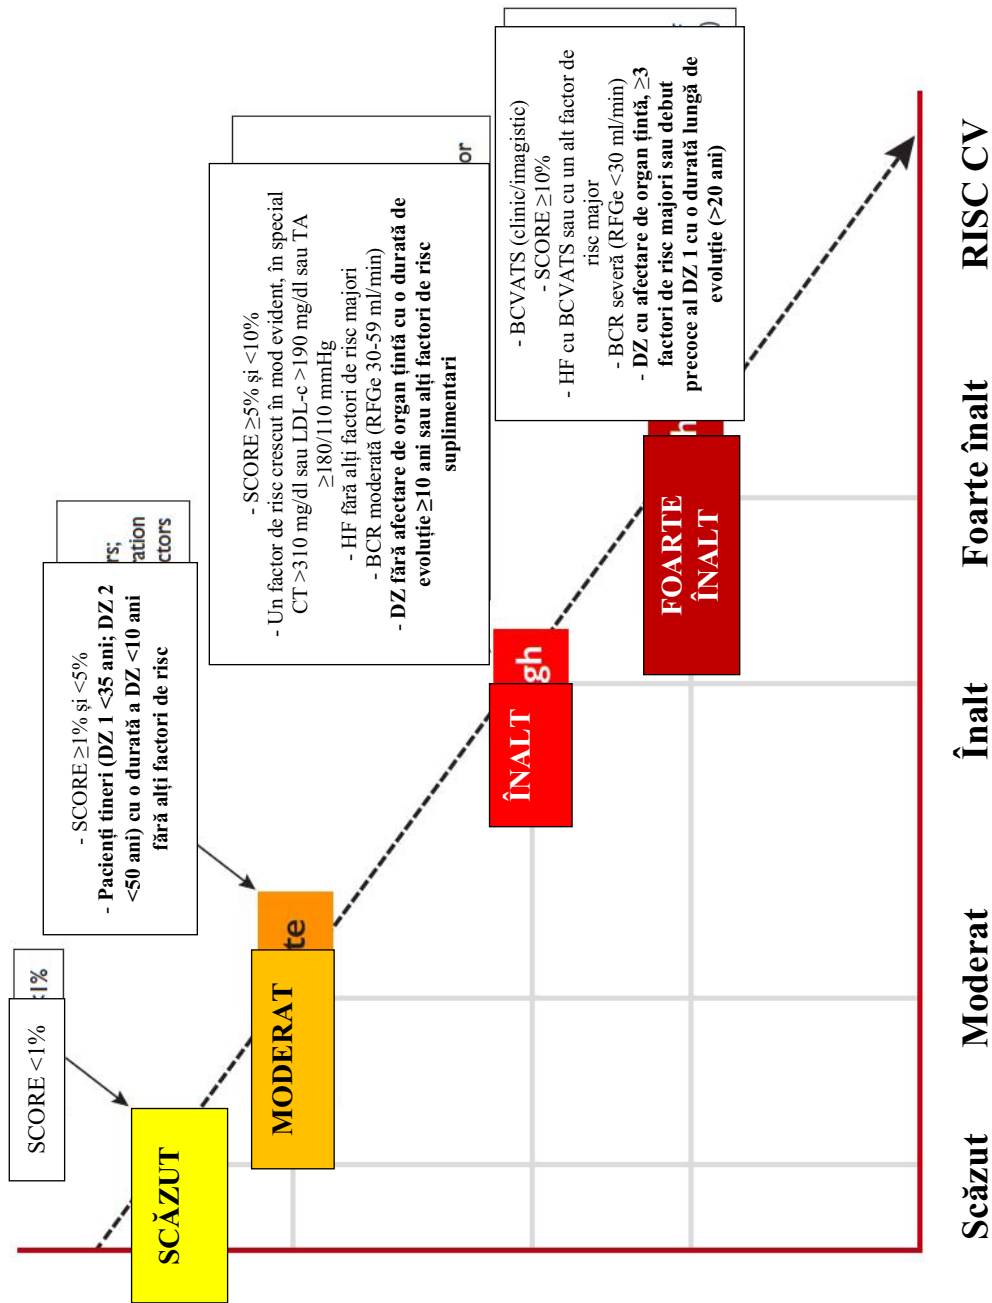 SCORE <1%
<1%
SCĂZUT
- SCORE ≥1% și <5%
- Pacienți tineri (DZ 1 <35 ani; DZ 2
<50 ani) cu o durată a DZ <10 ani
fără alți factori de risc
rs;
ration
ctors
MODERAT
te
- SCORE ≥5% și <10%
- Un factor de risc crescut în mod evident, în special
CT >310 mg/dl sau LDL-c >190 mg/dl sau TA
≥180/110 mmHg
- HF fără alți factori de risc majori
- BCR moderată (RFGe 30-59 ml/min)
- DZ fără afectare de organ țintă cu o durată de
evoluție ≥10 ani sau alți factori de risc
suplimentari
or
ÎNALT
gh
- BCVATS (clinic/imagistic)
- SCORE ≥10%
- HF cu BCVATS sau cu un alt factor de
risc major
- BCR severă (RFGe <30 ml/min)
- DZ cu afectare de organ țintă, ≥3
factori de risc majori sau debut
precoce al DZ 1 cu o durată lungă de
evoluție (>20 ani)
FOARTE
ÎNALT
h
Scăzut
Moderat
Înalt
Foarte înalt
RISC CV